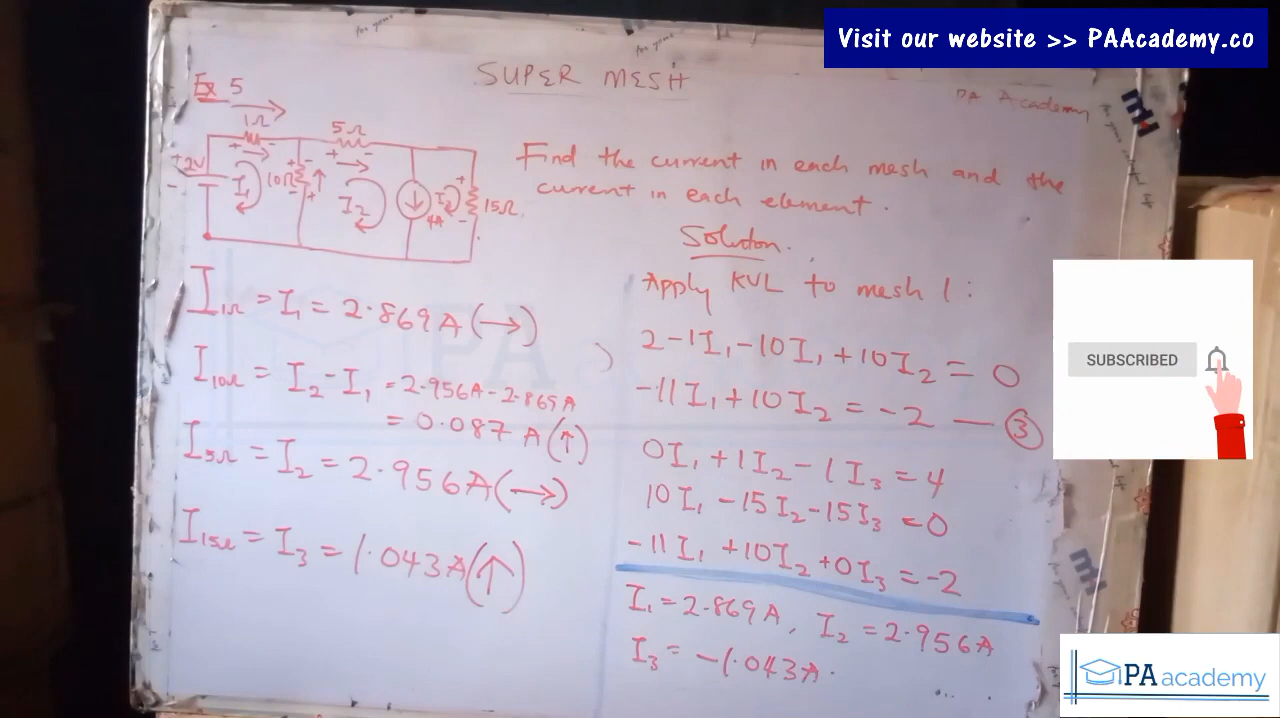 Visit our website >> PAAcademy.co
SUPER MESH
PA Academy
Ex 5
1Ω
5Ω
+2V
-
10Ω
I1
I2
4A
15Ω
Find the current in each mesh and the
current in each element.
Solution.
Apply KVL to mesh 1:
2-1I₁-10I₁+10I₂=0
-11I₁+10I₂=-2 — ③
0I₁+1I₂-1I₃=4
10I₁-15I₂-15I₃=0
-11I₁+10I₂+0I₃=-2
I₁=2.869A, I₂=2.956A
I₃=-1.043A.
I1Ω = I₁ = 2.869A(→)
I10Ω = I₂-I₁ = 2.956A-2.869A
= 0.087A(↑)
I5Ω = I₂ = 2.956A(→)
I15Ω = I₃ = 1.043A(↑)
SUBSCRIBED
PA academy